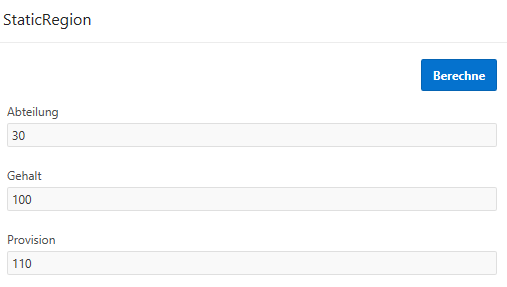 StaticRegion
Berechne
Abteilung
30
Gehalt
100
Provision
110